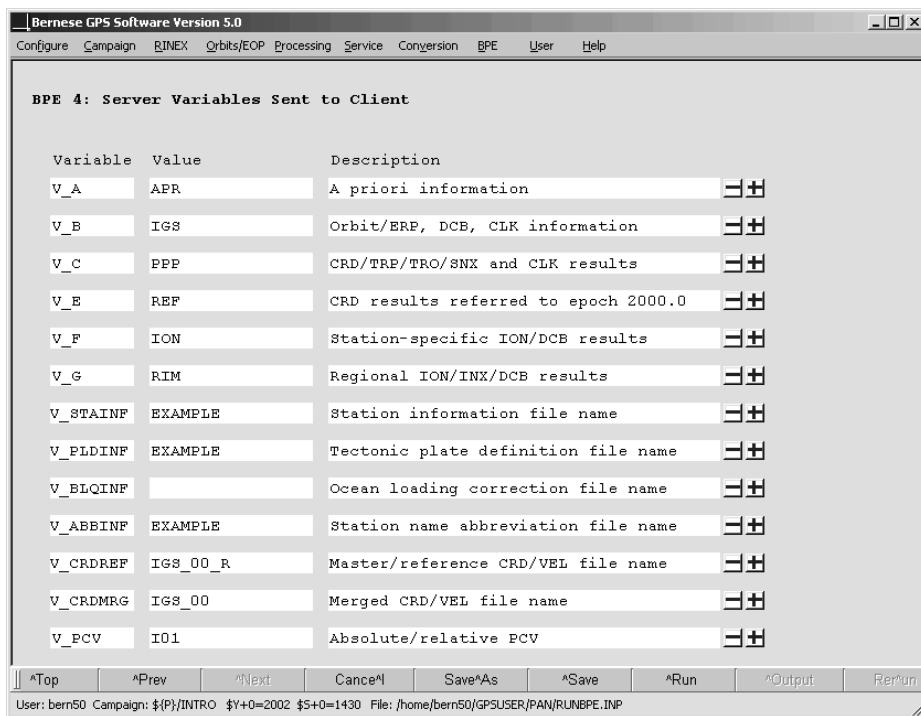 Bernese GPS Software Version 5.0
Configure Campaign RINEX Orbits/EOP Processing Service Conversion BPE User Help
BPE 4: Server Variables Sent to Client
Variable Value Description
V_A APR A priori information
V_B IGS Orbit/ERP, DCB, CLK information
V_C PPP CRD/TRP/TRO/SNX and CLK results
V_E REF CRD results referred to epoch 2000.0
V_F ION Station-specific ION/DCB results
V_G RIM Regional ION/INX/DCB results
V_STAINF EXAMPLE Station information file name
V_PLDINF EXAMPLE Tectonic plate definition file name
V_BLQINF Ocean loading correction file name
V_ABBINF EXAMPLE Station name abbreviation file name
V_CRDREF IGS_00_R Master/reference CRD/VEL file name
V_CRDMRG IGS_00 Merged CRD/VEL file name
V_PCV I01 Absolute/relative PCV
^Top ^Prev ^Next Cance^l Save^As ^Save ^Run ^Output Rer^un
User: bern50 Campaign: ${P}/INTRO $Y+0=2002 $S+0=1430 File: /home/bern50/GPSUSER/PAN/RUNBPE.INP